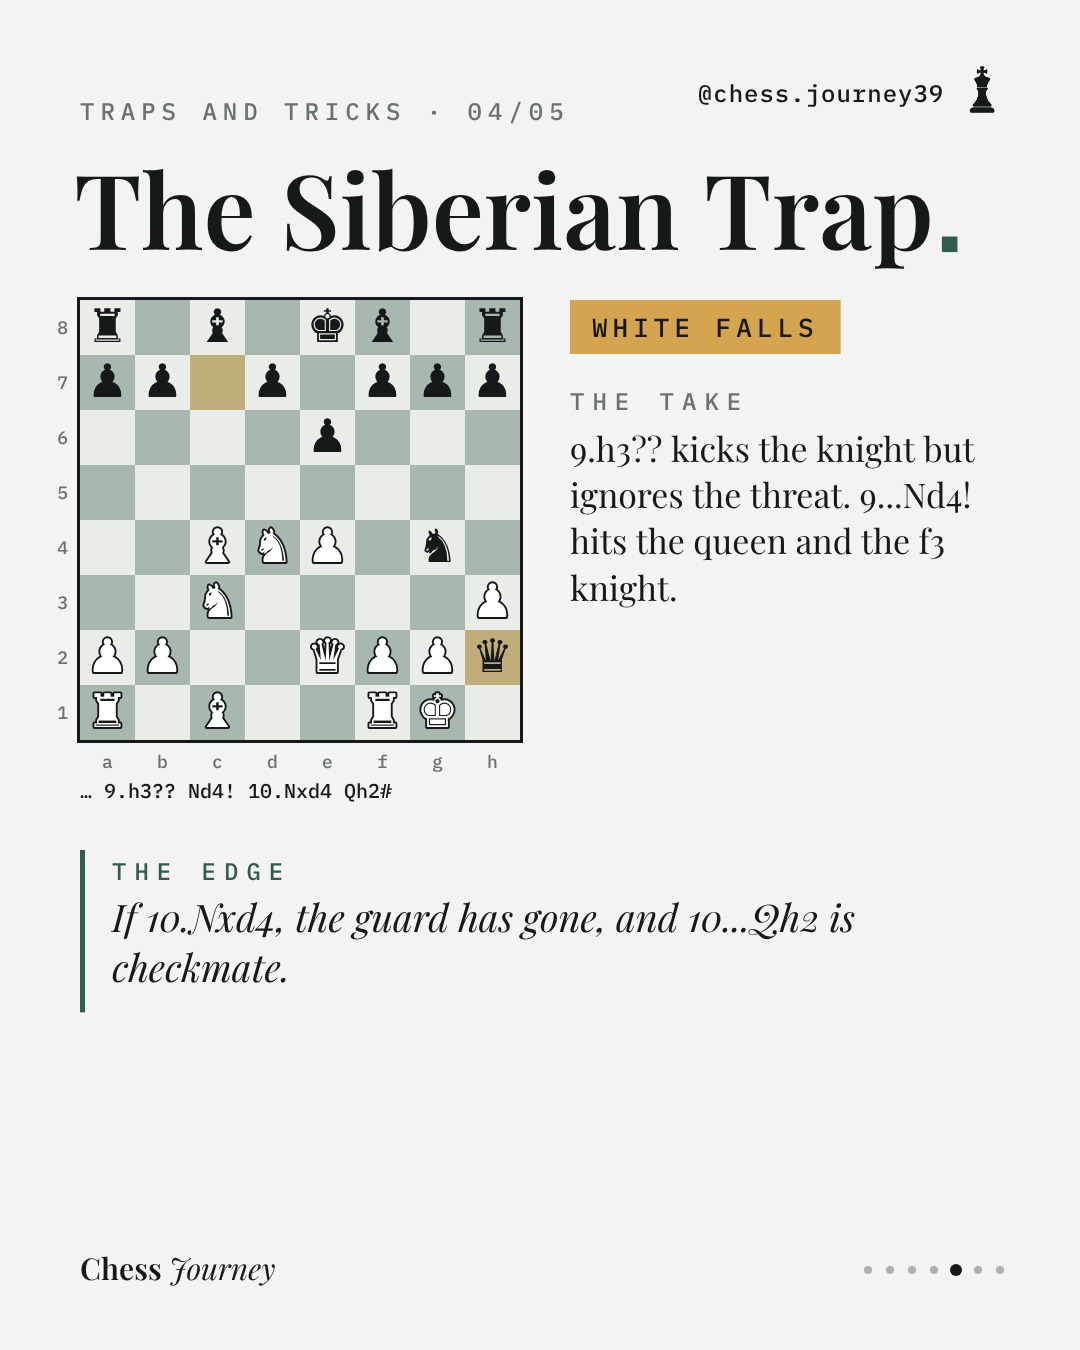 TRAPS AND TRICKS · 04/05
@chess.journey39
The Siberian Trap.
8
7
6
5
4
3
2
1
a b c d e f g h
… 9.h3?? Nd4! 10.Nxd4 Qh2#
WHITE FALLS
THE TAKE
9.h3?? kicks the knight but
ignores the threat. 9...Nd4!
hits the queen and the f3
knight.
THE EDGE
If 10.Nxd4, the guard has gone, and 10...Qh2 is
checkmate.
Chess Journey